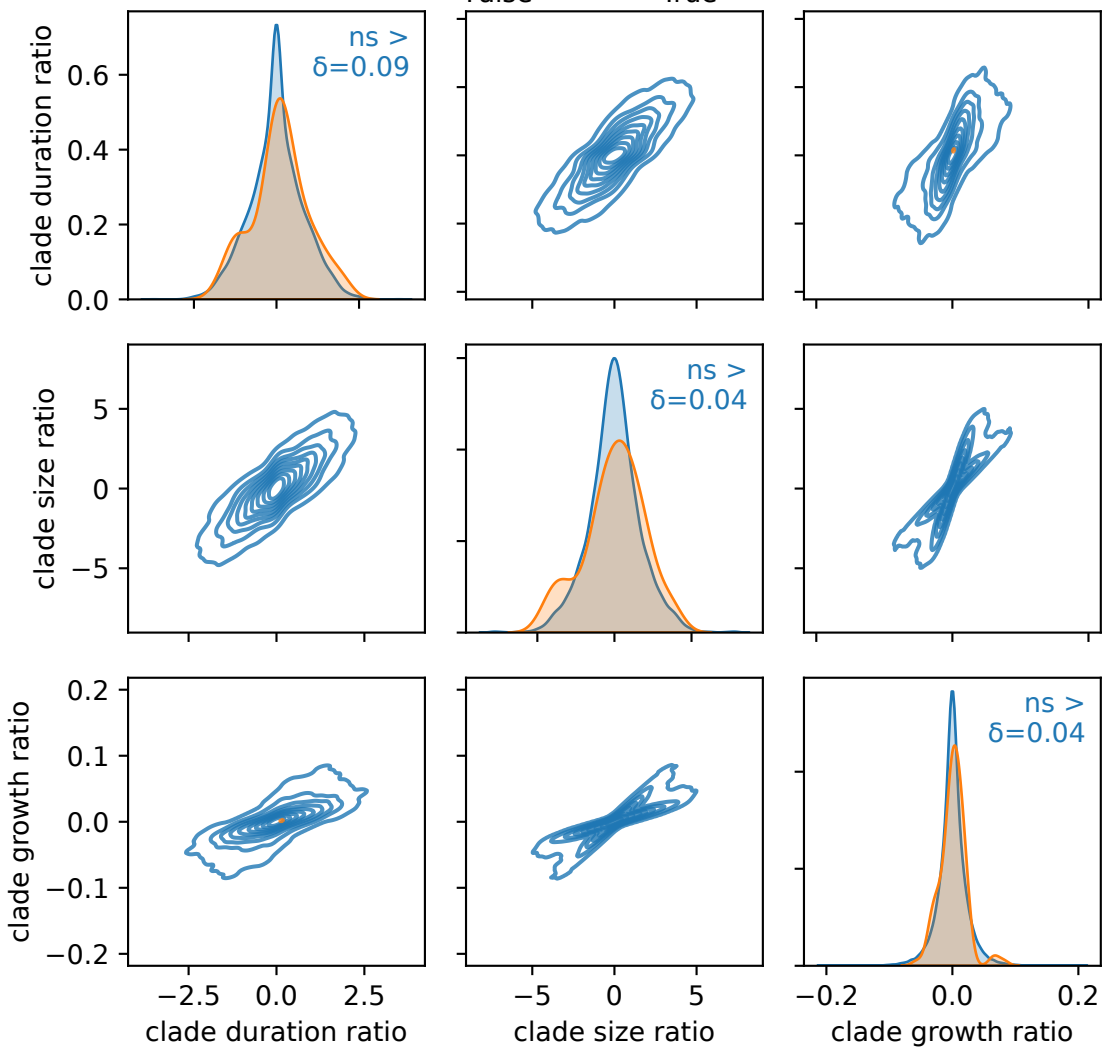 False True
clade duration ratio
0.6
0.4
0.2
0.0
ns >
δ=0.09
clade size ratio
5
0
−5
ns >
δ=0.04
clade growth ratio
0.2
0.1
0.0
−0.1
−0.2
ns >
δ=0.04
−2.5 0.0 2.5
−5 0 5
−0.2 0.0 0.2
clade duration ratio
clade size ratio
clade growth ratio